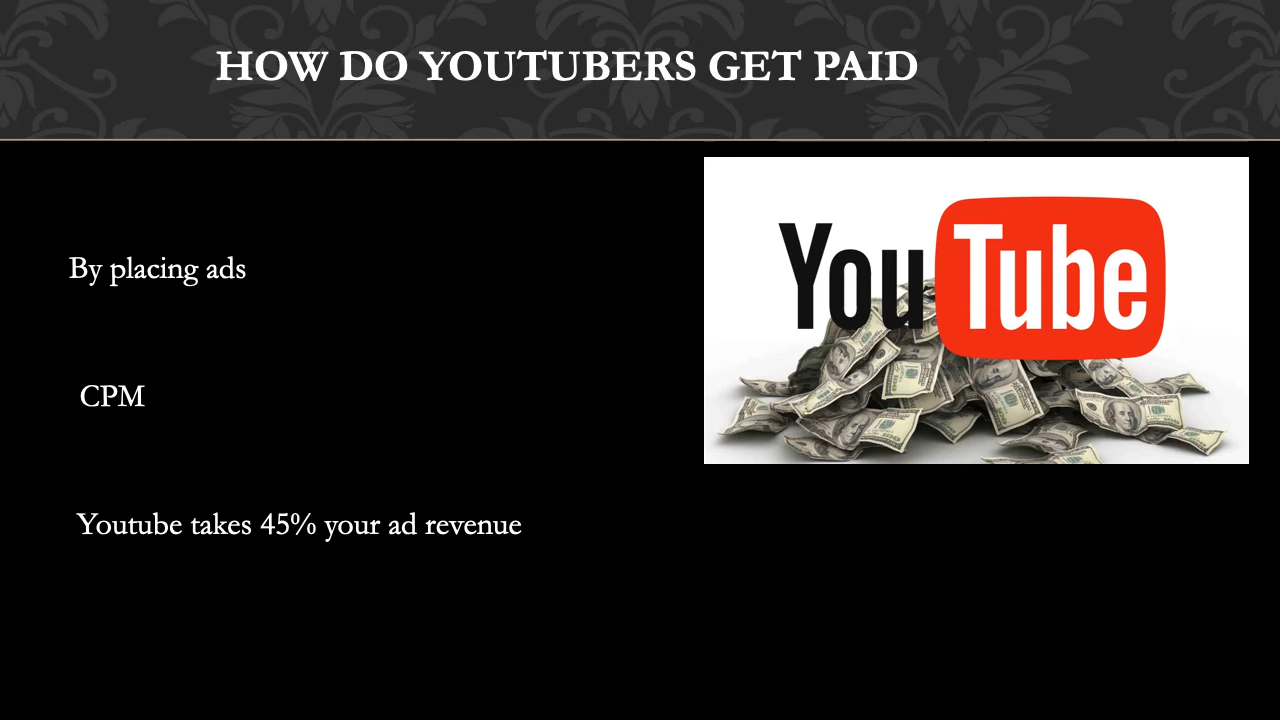 HOW DO YOUTUBERS GET PAID
By placing ads
CPM
Youtube takes 45% your ad revenue
YouTube